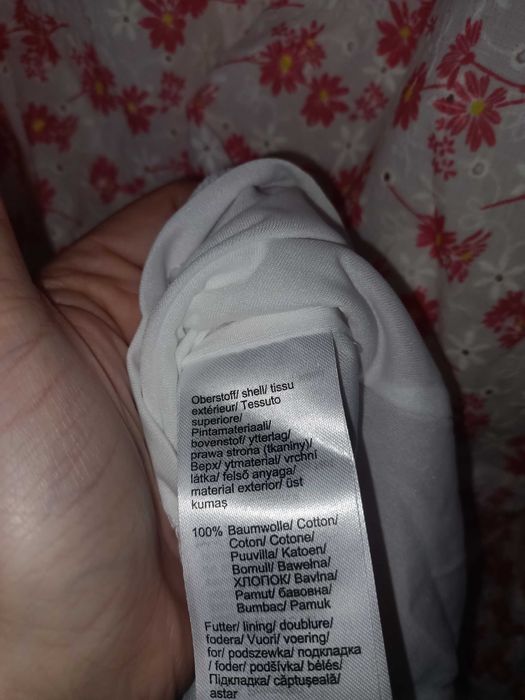 Oberstoff/ shell/ tissu
extérieur/ Tessuto
superiore/
Pintamateriaali/
bovenstof/ ytterlag/
prawa strona (tkaniny)/
Верх/ ytmaterial/ vrchní
látka/ felső anyaga/
material exterior/ üst
kumaş
100% Baumwolle/ Cotton/
Coton/ Cotone/
Puuvilla/ Katoen/
Bomull/ Bawełna/
ХЛОПОК/ Bavlna/
Pamut/ бавовна/
Bumbac/ Pamuk
Futter/ lining/ doublure/
fodera/ Vuori/ voering/
for/ podszewka/ подкладка
/ foder/ podšívka/ bélés/
Підкладка/ căptuşeală/
astar